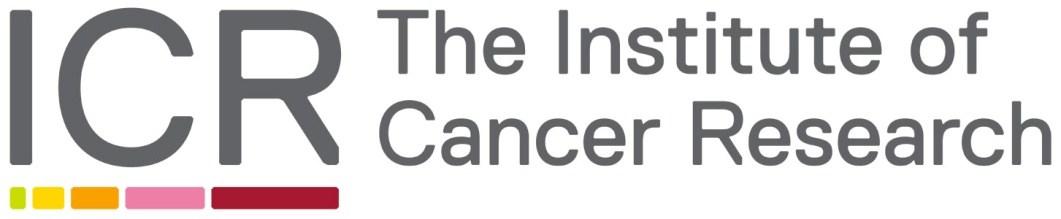 ICR
The Institute of
Cancer Research